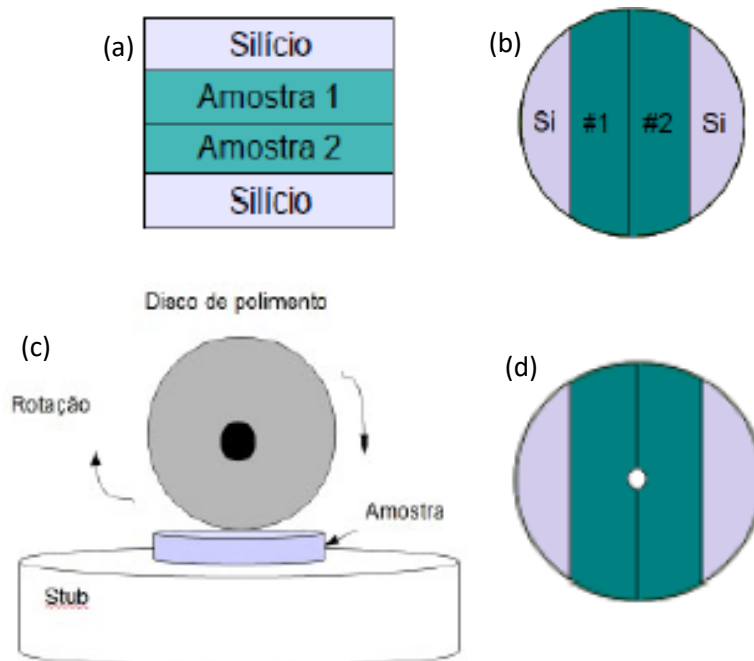 (a)
Silício
Amostra 1
Amostra 2
Silício
(b)
Si #1 #2 Si
(c)
Disco de polimento
Rotação
Amostra
Stub
(d)